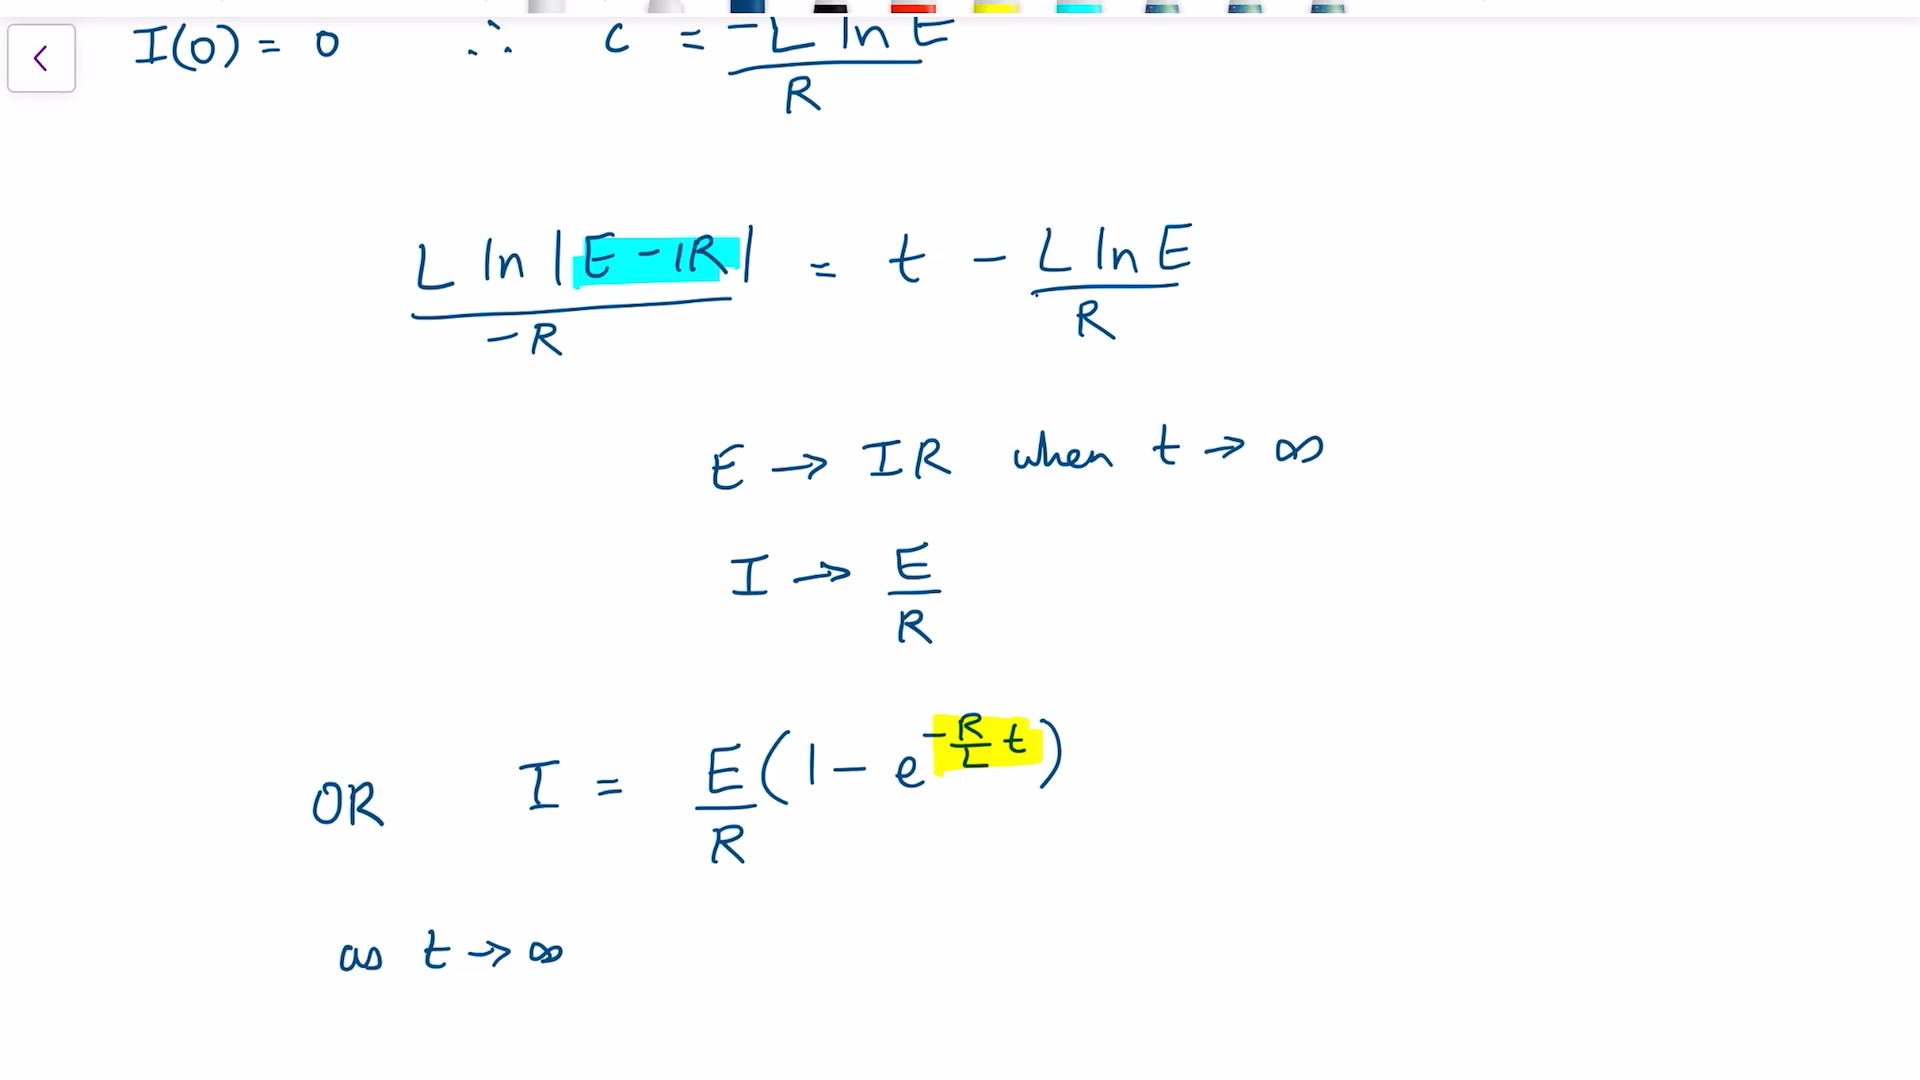 I(0) = 0 ∴ c = -L ln E / R
L ln |E - IR| / -R = t - L ln E / R
E → IR when t → ∞
I → E / R
OR I = E/R (1 - e^{-R/L t})
as t → ∞